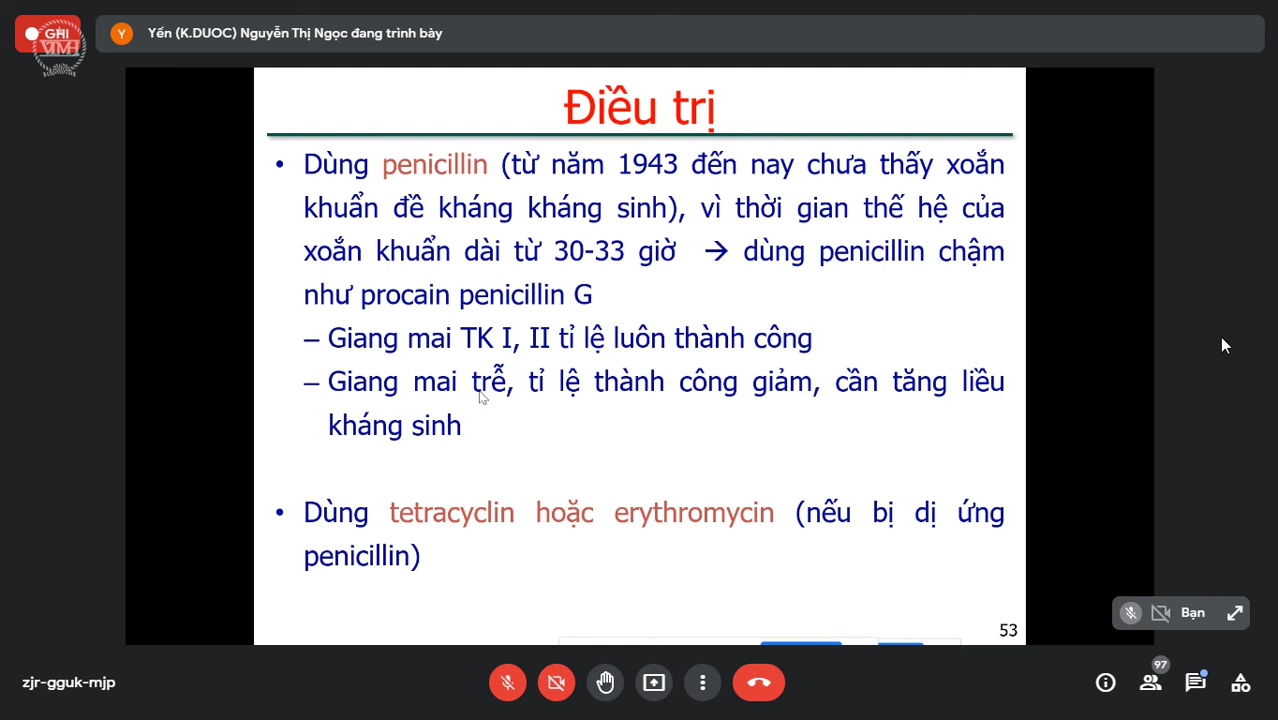 GHI
VTMH
Y
Yến (K.DUOC) Nguyễn Thị Ngọc đang trình bày
Điều trị
• Dùng penicillin (từ năm 1943 đến nay chưa thấy xoắn
khuẩn đề kháng kháng sinh), vì thời gian thế hệ của
xoắn khuẩn dài từ 30-33 giờ → dùng penicillin chậm
như procain penicillin G
– Giang mai TK I, II tỉ lệ luôn thành công
– Giang mai trễ, tỉ lệ thành công giảm, cần tăng liều
kháng sinh
• Dùng tetracyclin hoặc erythromycin (nếu bị dị ứng
penicillin)
53
Bạn
zjr-gguk-mjp
97